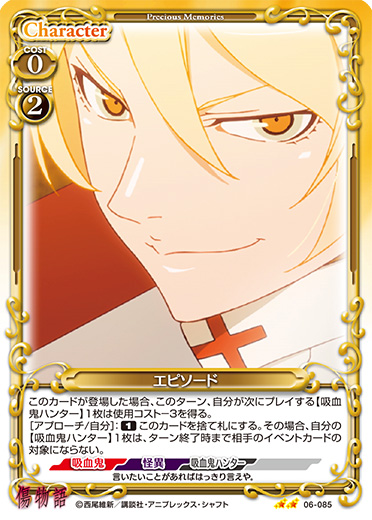 Precious Memories
Character
COST
0
SOURCE
2
エピソード
このカードが登場した場合、このターン、自分が次にプレイする【吸血
鬼ハンター】1枚は使用コスト-3を得る。
［アプローチ/自分］：1 このカードを捨て札にする。その場合、自分の
【吸血鬼ハンター】1枚は、ターン終了時まで相手のイベントカードの
対象にならない。
吸血鬼 怪異 吸血鬼ハンター
言いたいことがあればはっきり言えや。
傷物語
©西尾維新／講談社・アニプレックス・シャフト
06-085